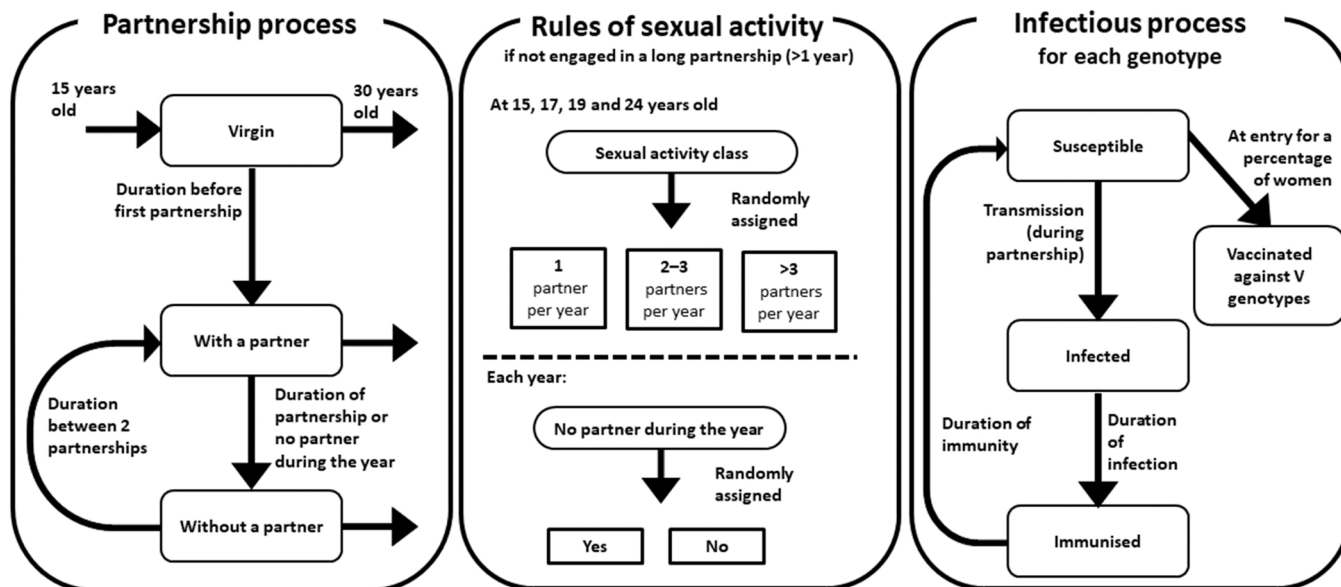 Partnership process
15 years
old
30 years
old
Virgin
Duration before
first partnership
With a partner
Duration
between 2
partnerships
Duration of
partnership or
no partner
during the year
Without a partner
Rules of sexual activity
if not engaged in a long partnership (>1 year)
At 15, 17, 19 and 24 years old
Sexual activity class
Randomly
assigned
1
partner
per year
2–3
partners
per year
>3
partners
per year
Each year:
No partner during the year
Randomly
assigned
Yes
No
Infectious process
for each genotype
Susceptible
At entry for a
percentage
of women
Transmission
(during
partnership)
Vaccinated
against V
genotypes
Infected
Duration of
immunity
Duration
of
infection
Immunised